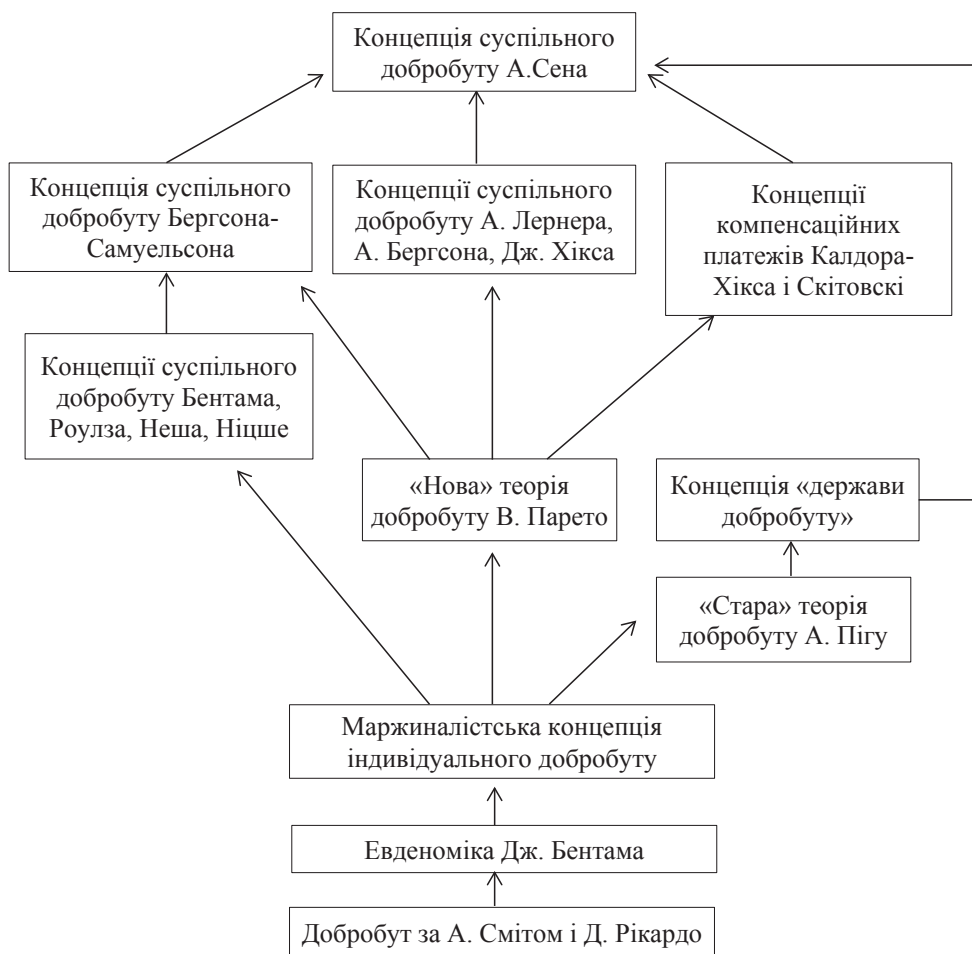 Концепція суспільного
добробуту А.Сена
Концепція суспільного
добробуту Бергсона-
Самуельсона
Концепції суспільного
добробуту А. Лернера,
А. Бергсона, Дж. Хікса
Концепції
компенсаційних
платежів Калдора-
Хікса і Скітовскі
Концепції суспільного
добробуту Бентама,
Роулза, Неша, Ніцше
«Нова» теорія
добробуту В. Парето
Концепція «держави
добробуту»
«Стара» теорія
добробуту А. Пігу
Маржиналістська концепція
індивідуального добробуту
Евденоміка Дж. Бентама
Добробут за А. Смітом і Д. Рікардо